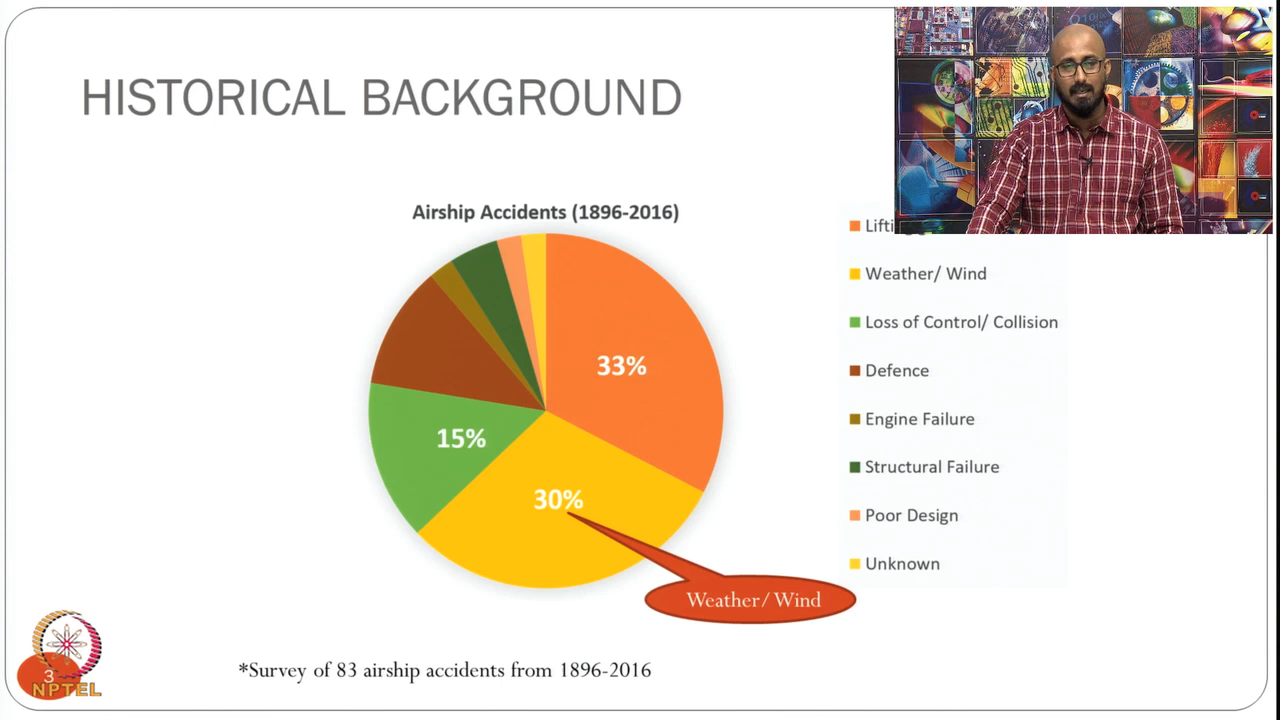 HISTORICAL BACKGROUND
Airship Accidents (1896-2016)
33%
30%
15%
Weather/ Wind
Loss of Control/ Collision
Defence
Engine Failure
Structural Failure
Poor Design
Unknown
Weather/ Wind
*Survey of 83 airship accidents from 1896-2016
3
NPTEL